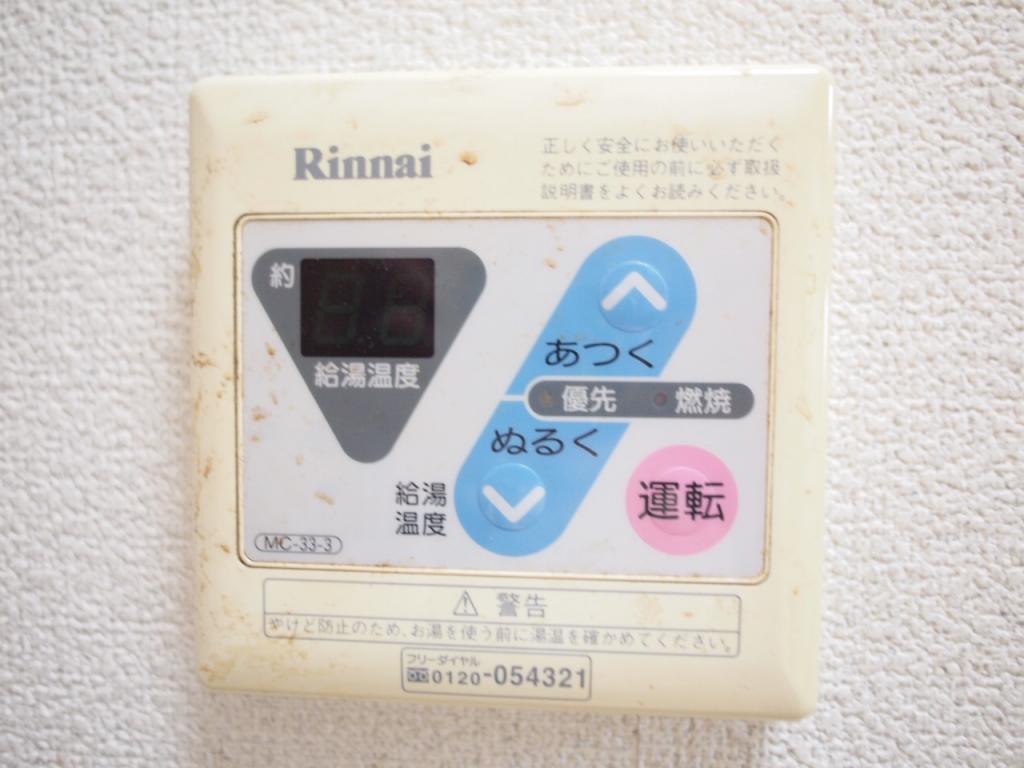 Rinnai
正しく安全にお使いいただく
ためにご使用の前に必ず取扱
説明書をよくお読みください。
約
給湯温度
あつく
優先 燃焼
ぬるく
給湯
温度
運転
MC-33-3
⚠ 警告
やけど防止のため、お湯を使う前に湯温を確かめてください。
フリーダイヤル
0120-054321